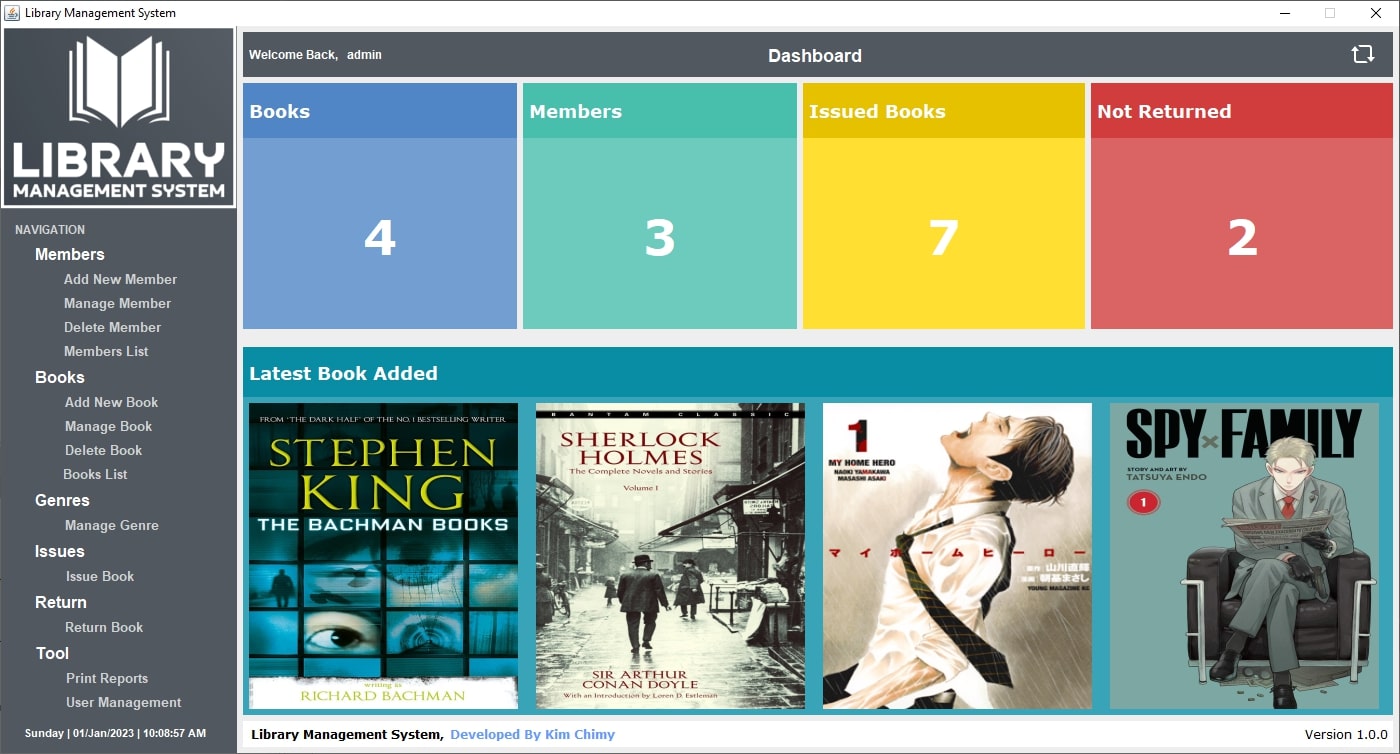 Library Management System
LIBRARY
MANAGEMENT SYSTEM
NAVIGATION
Members
Add New Member
Manage Member
Delete Member
Members List
Books
Add New Book
Manage Book
Delete Book
Books List
Genres
Manage Genre
Issues
Issue Book
Return
Return Book
Tool
Print Reports
User Management
Sunday | 01/Jan/2023 | 10:08:57 AM
Welcome Back, admin
Dashboard
Books
4
Members
3
Issued Books
7
Not Returned
2
Latest Book Added
FROM 'THE DARK HALF' OF THE NO.1 BESTSELLING WRITER
STEPHEN
KING
THE BACHMAN BOOKS
writing as
RICHARD BACHMAN
BANTAM CLASSIC
SHERLOCK
HOLMES
The Complete Novels and Stories
Volume I
SIR ARTHUR
CONAN DOYLE
With an Introduction by Loren D. Estleman
1
MY HOME HERO
NAOKI YAMAKAWA
MASASHI ASAKI
マイホームヒーロー
原作 山川直輝
漫画 朝基まさし
YOUNG MAGAZINE KC
SPY×FAMILY
STORY AND ART BY
TATSUYA ENDO
1
Library Management System, Developed By Kim Chimy
Version 1.0.0